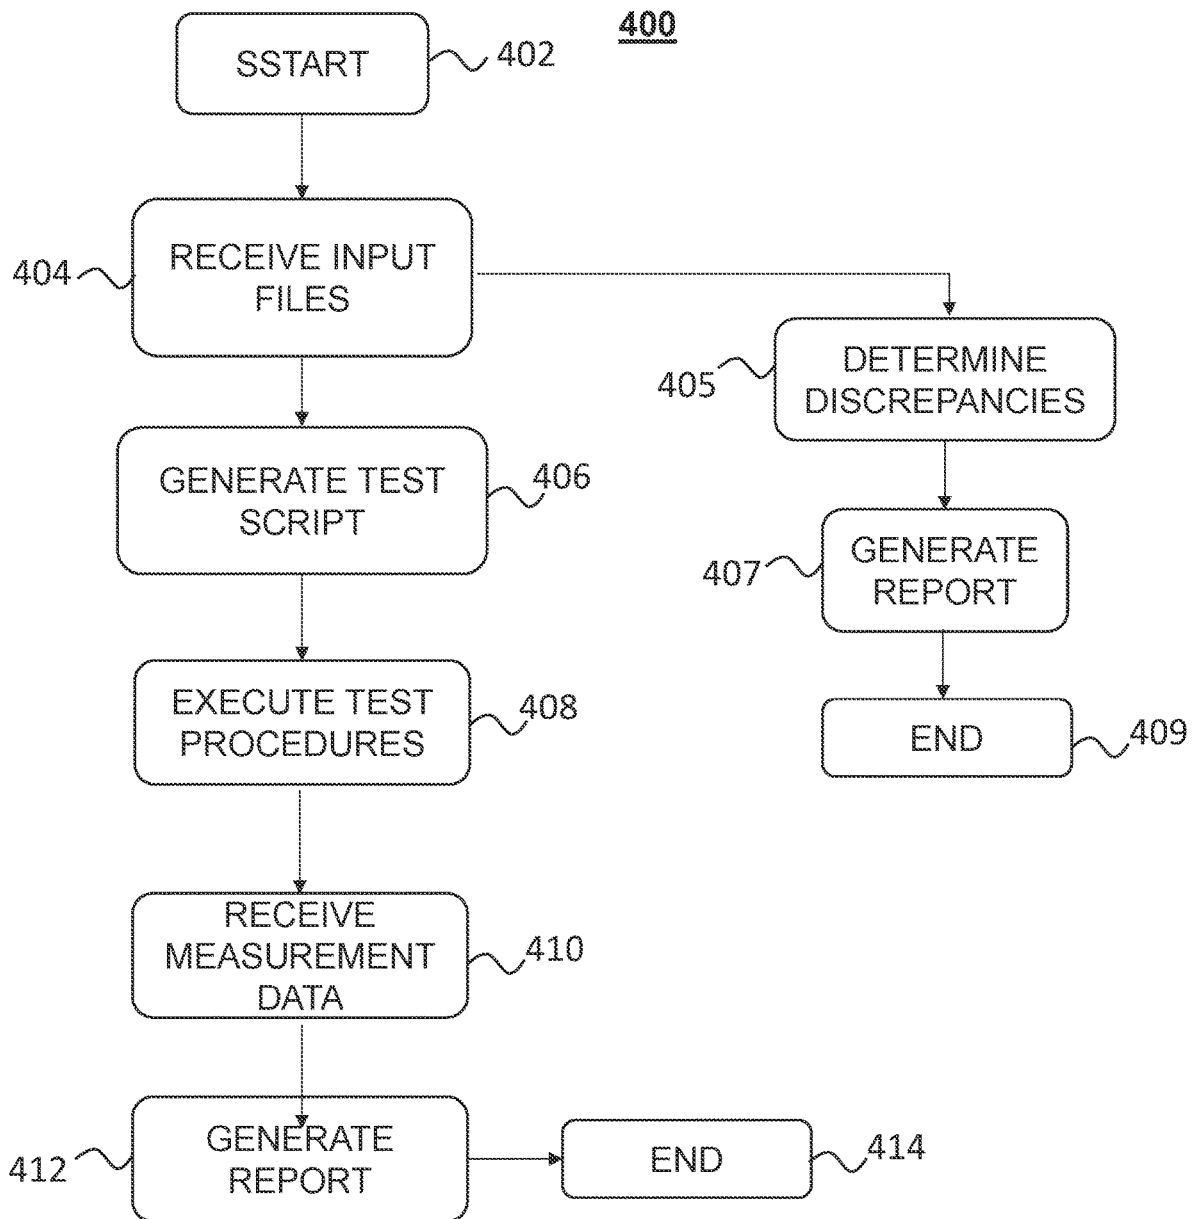 400
SSTART
402
RECEIVE INPUT
FILES
404
DETERMINE
DISCREPANCIES
405
GENERATE TEST
SCRIPT
406
GENERATE
REPORT
407
EXECUTE TEST
PROCEDURES
408
END
409
RECEIVE
MEASUREMENT
DATA
410
GENERATE
REPORT
412
END
414